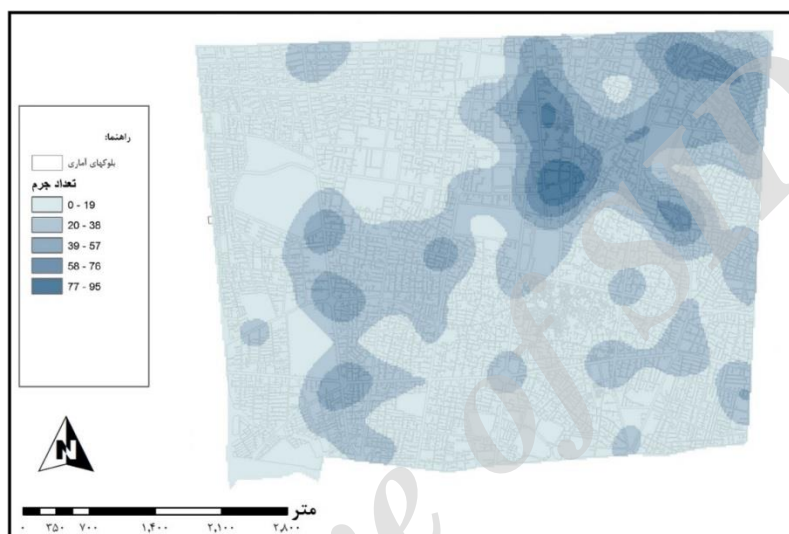 راهنما:
بلوکهای آماری
تعداد جرم
0 - 19
20 - 38
39 - 57
58 - 76
77 - 95
N
متر
۰ ۳۵۰ ۷۰۰ ۱,۴۰۰ ۲,۱۰۰ ۲,۸۰۰
e of